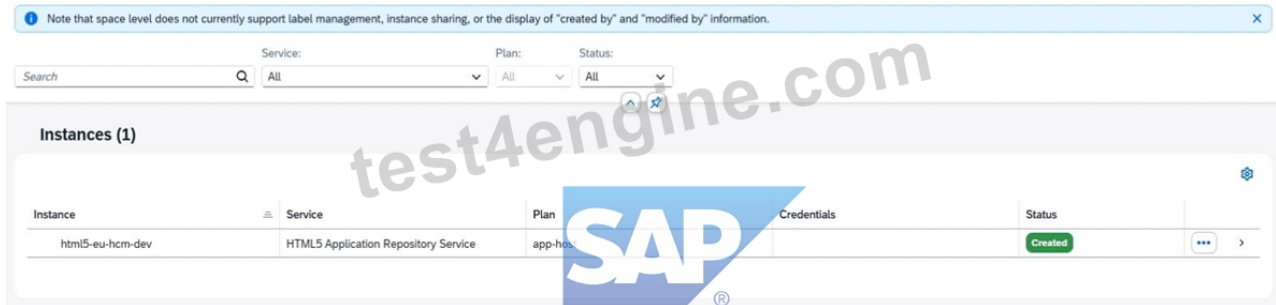 Note that space level does not currently support label management, instance sharing, or the display of "created by" and "modified by" information.
Service:
Plan:
Status:
Search
All
All
All
test4engine.com
Instances (1)
Instance
Service
Plan
Credentials
Status
html5-eu-hcm-dev
HTML5 Application Repository Service
app-host
Created
SAP
®